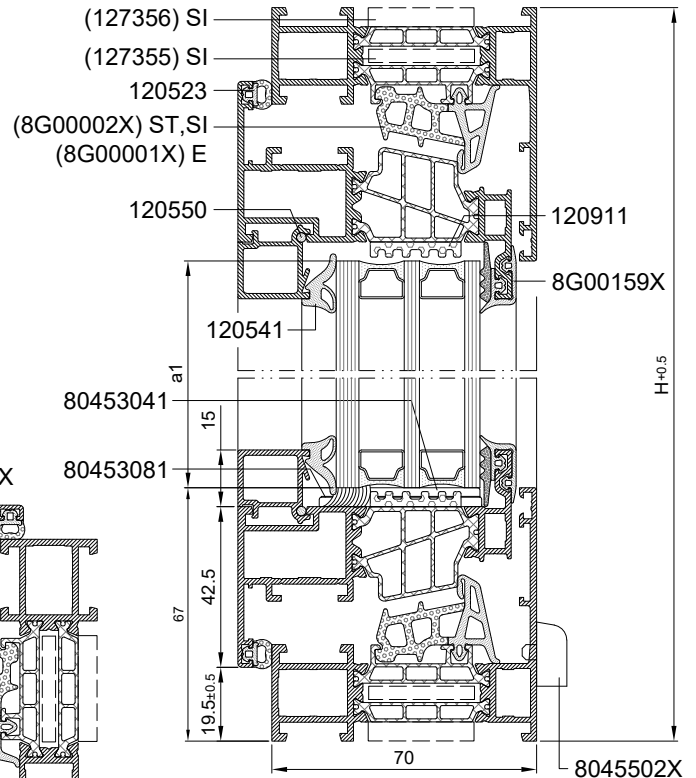 (127356) SI
(127355) SI
120523
(8G00002X) ST,SI
(8G00001X) E
120550
120911
8G00159X
120541
a1
H+0.5
80453041
15
80453081
X
42.5
67
19.5±0.5
70
8045502X